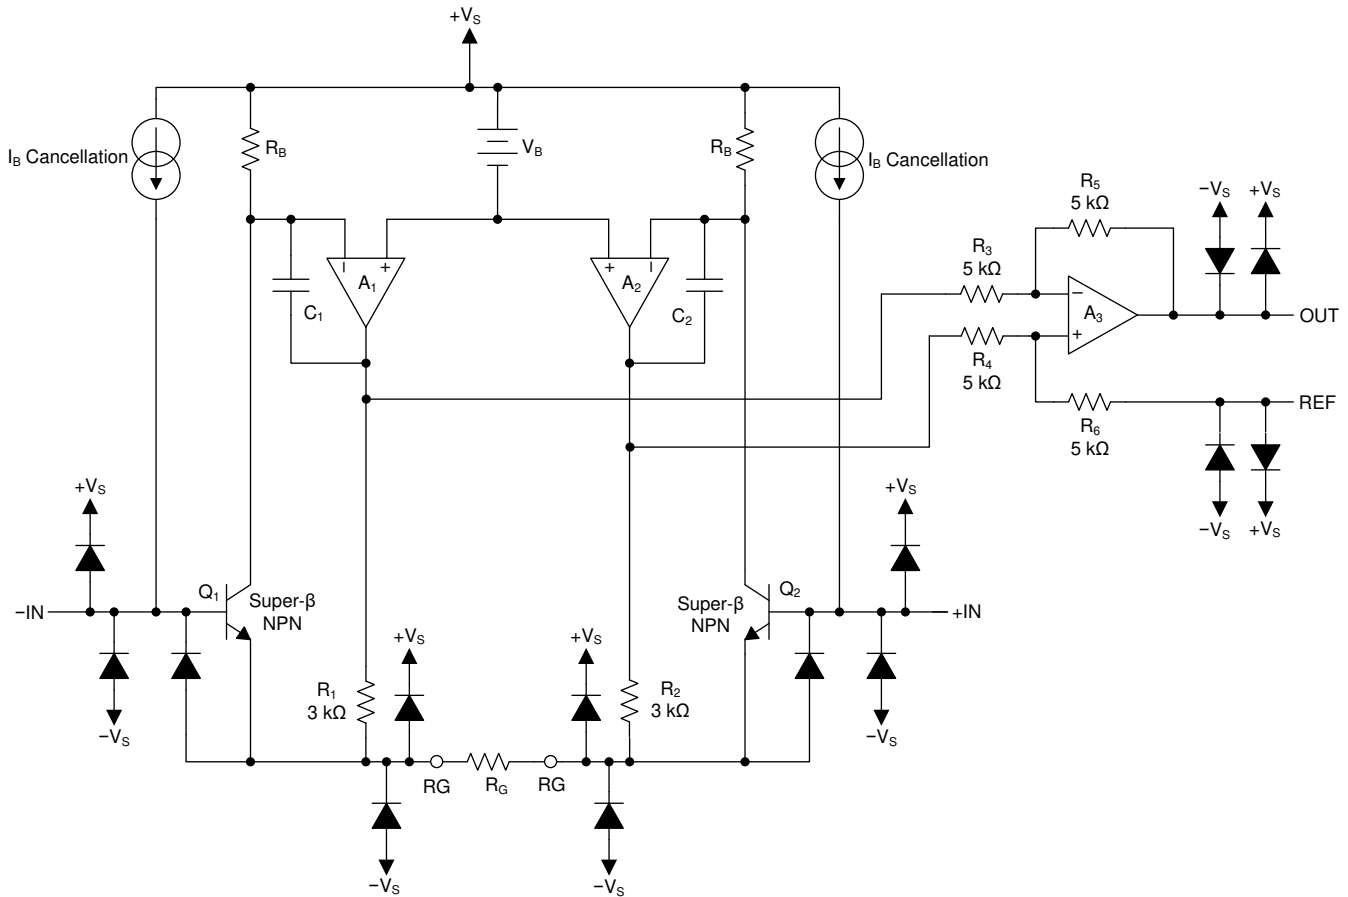 +VS
IB Cancellation
RB
VB
RB
IB Cancellation
− +
A1
C1
+ −
A2
C2
R3
5 kΩ
R5
5 kΩ
−VS +VS
−
A3
+
OUT
R4
5 kΩ
R6
5 kΩ
REF
−VS +VS
+VS
−IN
Q1
Super-β
NPN
−VS
R1
3 kΩ
+VS
+VS
R2
3 kΩ
Super-β
NPN
Q2
+VS
+IN
−VS
RG
RG
RG
−VS
−VS